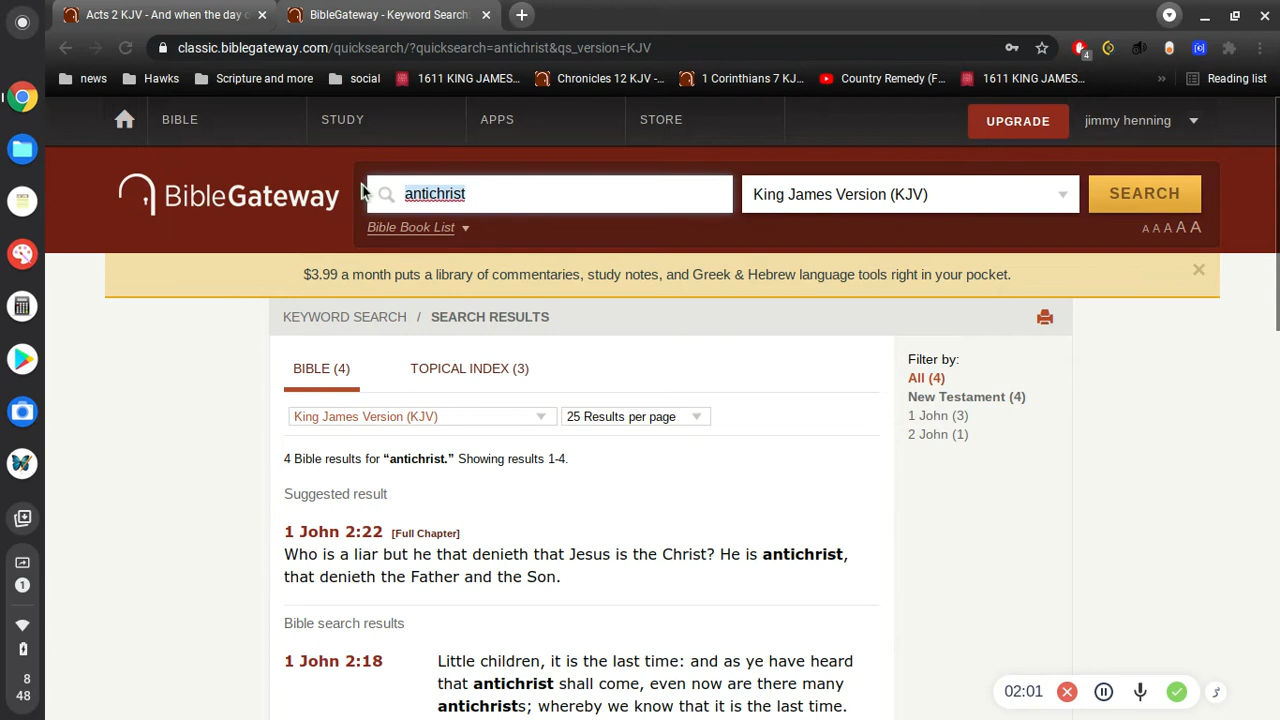 Acts 2 KJV - And when the day o
BibleGateway - Keyword Search:
classic.biblegateway.com/quicksearch/?quicksearch=antichrist&qs_version=KJV
4
news
Hawks
Scripture and more
social
1611 KING JAMES...
Chronicles 12 KJV -...
1 Corinthians 7 KJ...
Country Remedy (F...
1611 KING JAMES...
»
Reading list
BIBLE
STUDY
APPS
STORE
UPGRADE
jimmy henning
BibleGateway
antichrist
King James Version (KJV)
SEARCH
Bible Book List
A A A A A
$3.99 a month puts a library of commentaries, study notes, and Greek & Hebrew language tools right in your pocket.
KEYWORD SEARCH / SEARCH RESULTS
BIBLE (4)
TOPICAL INDEX (3)
King James Version (KJV)
25 Results per page
4 Bible results for “antichrist.” Showing results 1-4.
Suggested result
1 John 2:22 [Full Chapter]
Who is a liar but he that denieth that Jesus is the Christ? He is antichrist,
that denieth the Father and the Son.
Bible search results
1 John 2:18
Little children, it is the last time: and as ye have heard
that antichrist shall come, even now are there many
antichrists; whereby we know that it is the last time.
Filter by:
All (4)
New Testament (4)
1 John (3)
2 John (1)
1
8
48
02:01